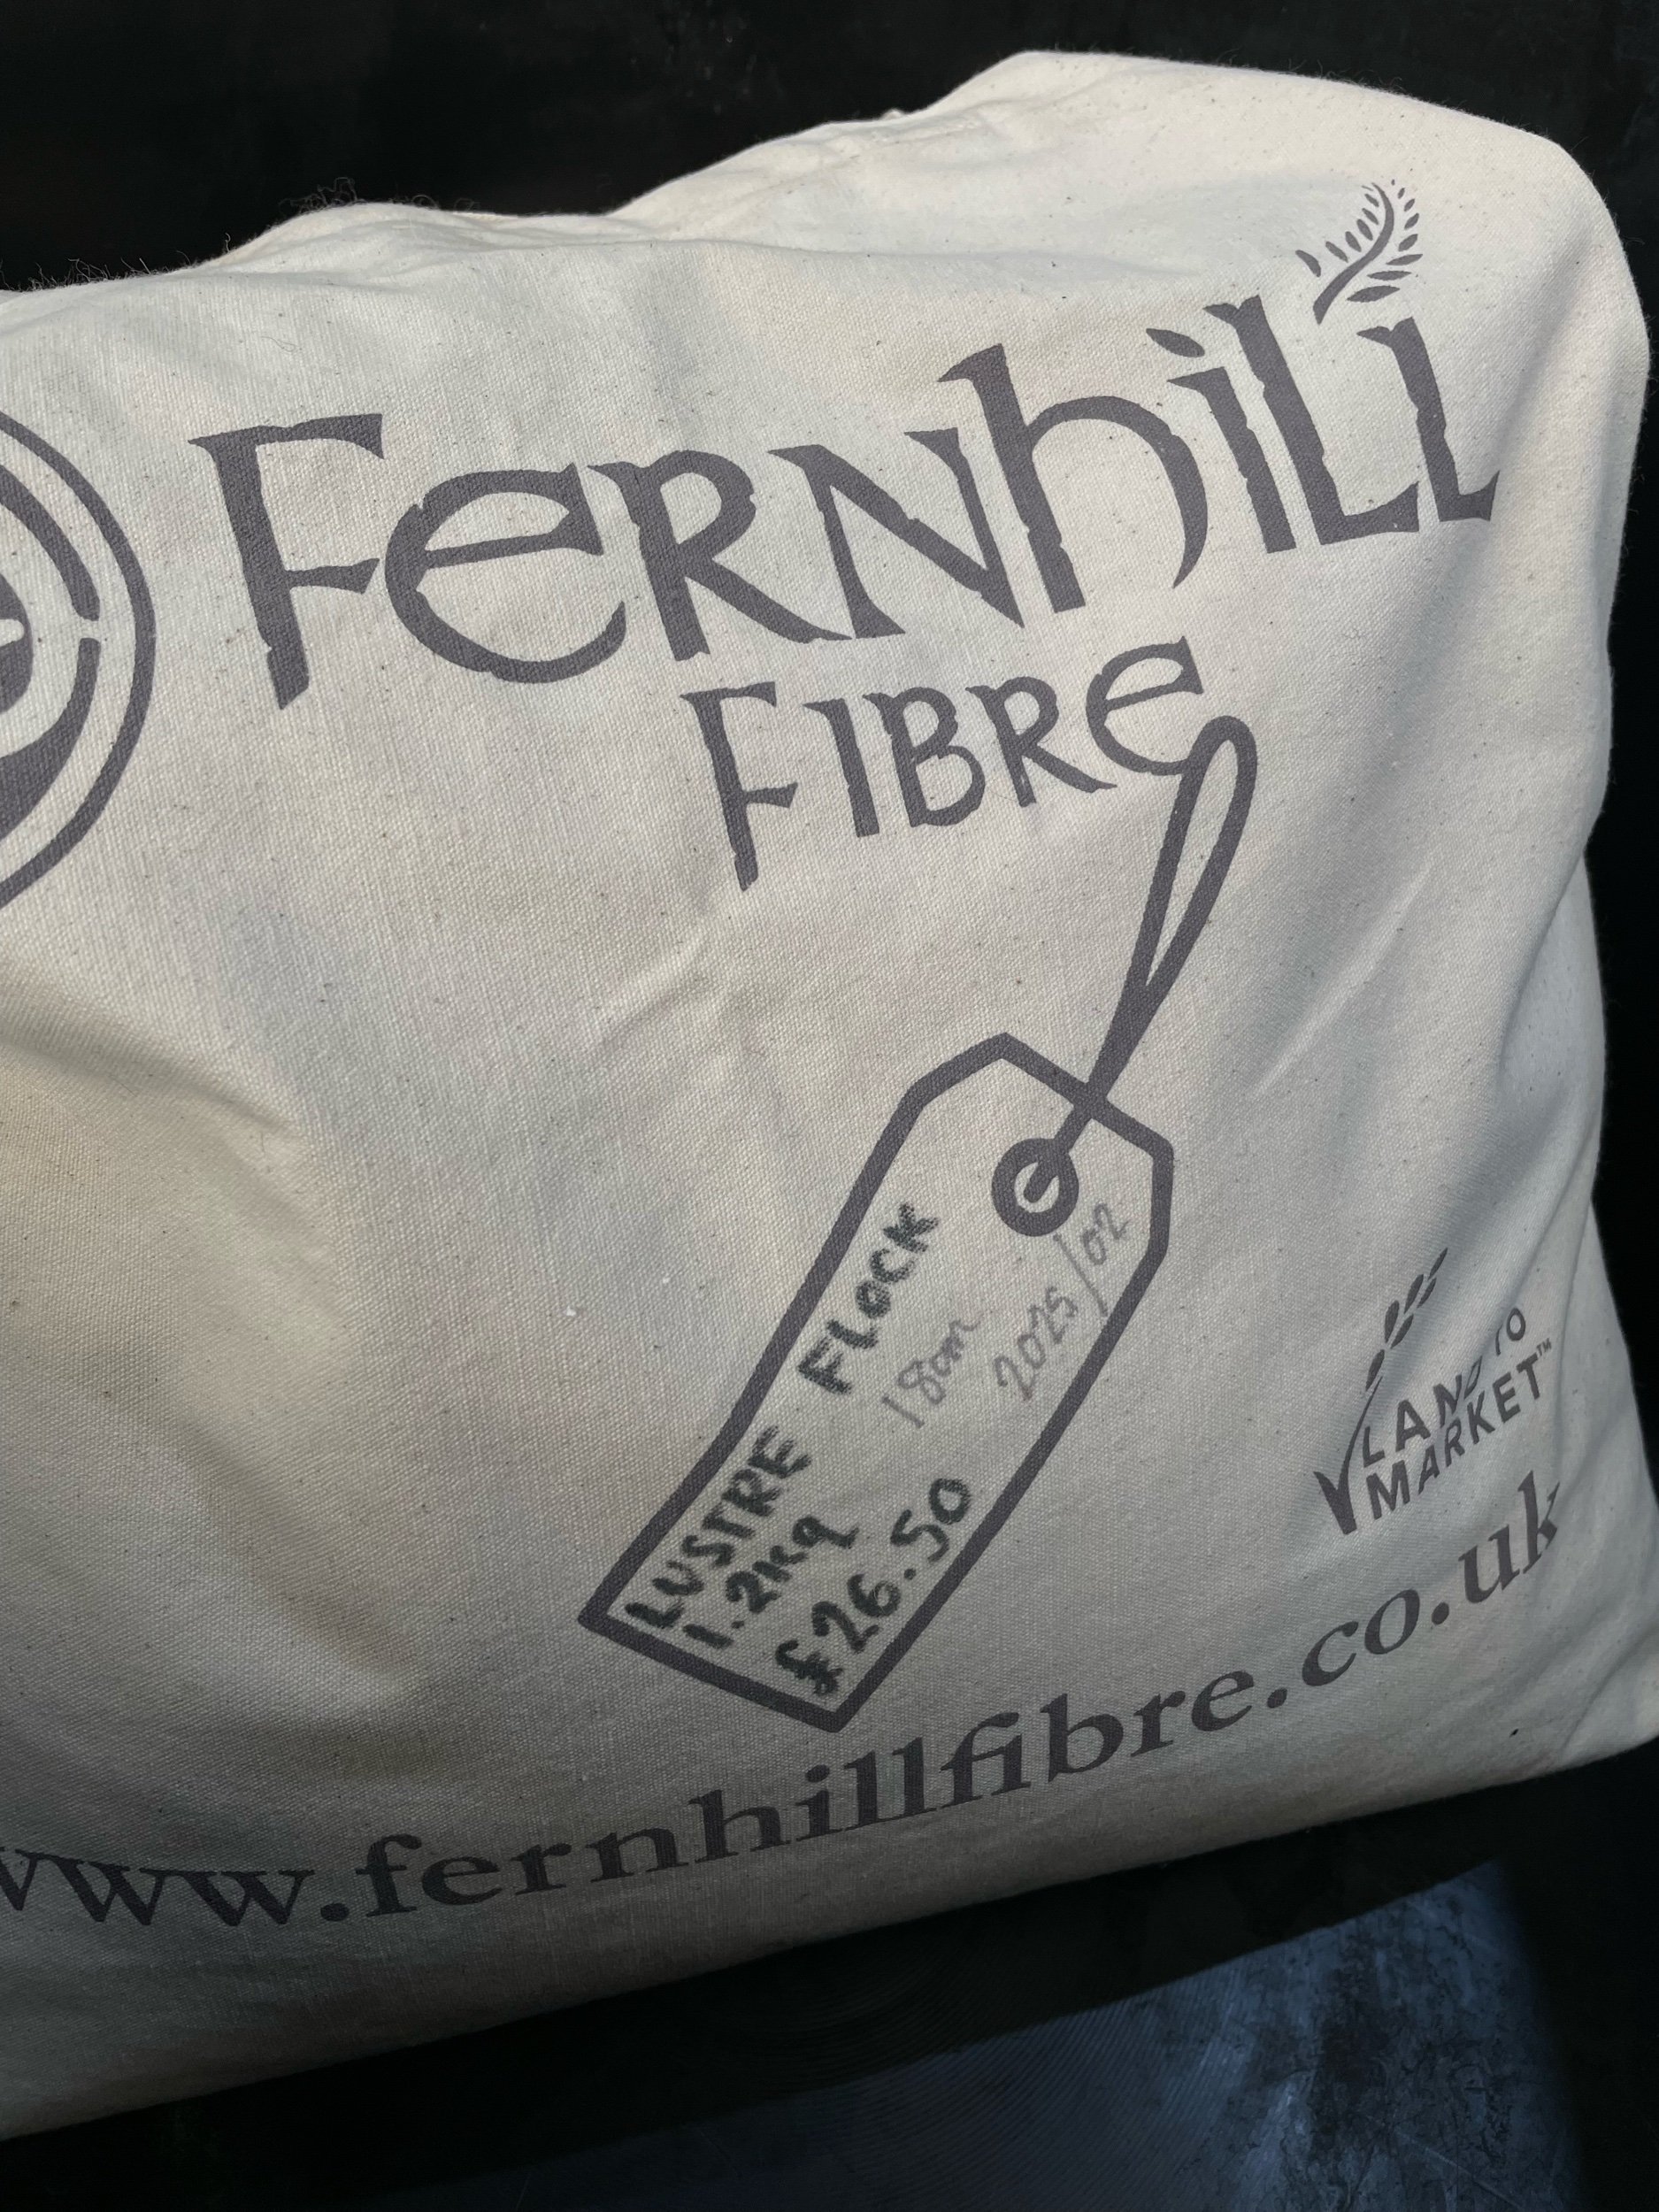 Fernhill
Fibre
LUSTRE FLOCK
1.2Kg 18cm
£26.50 2025/02
LAND TO
MARKET™
www.fernhillfibre.co.uk